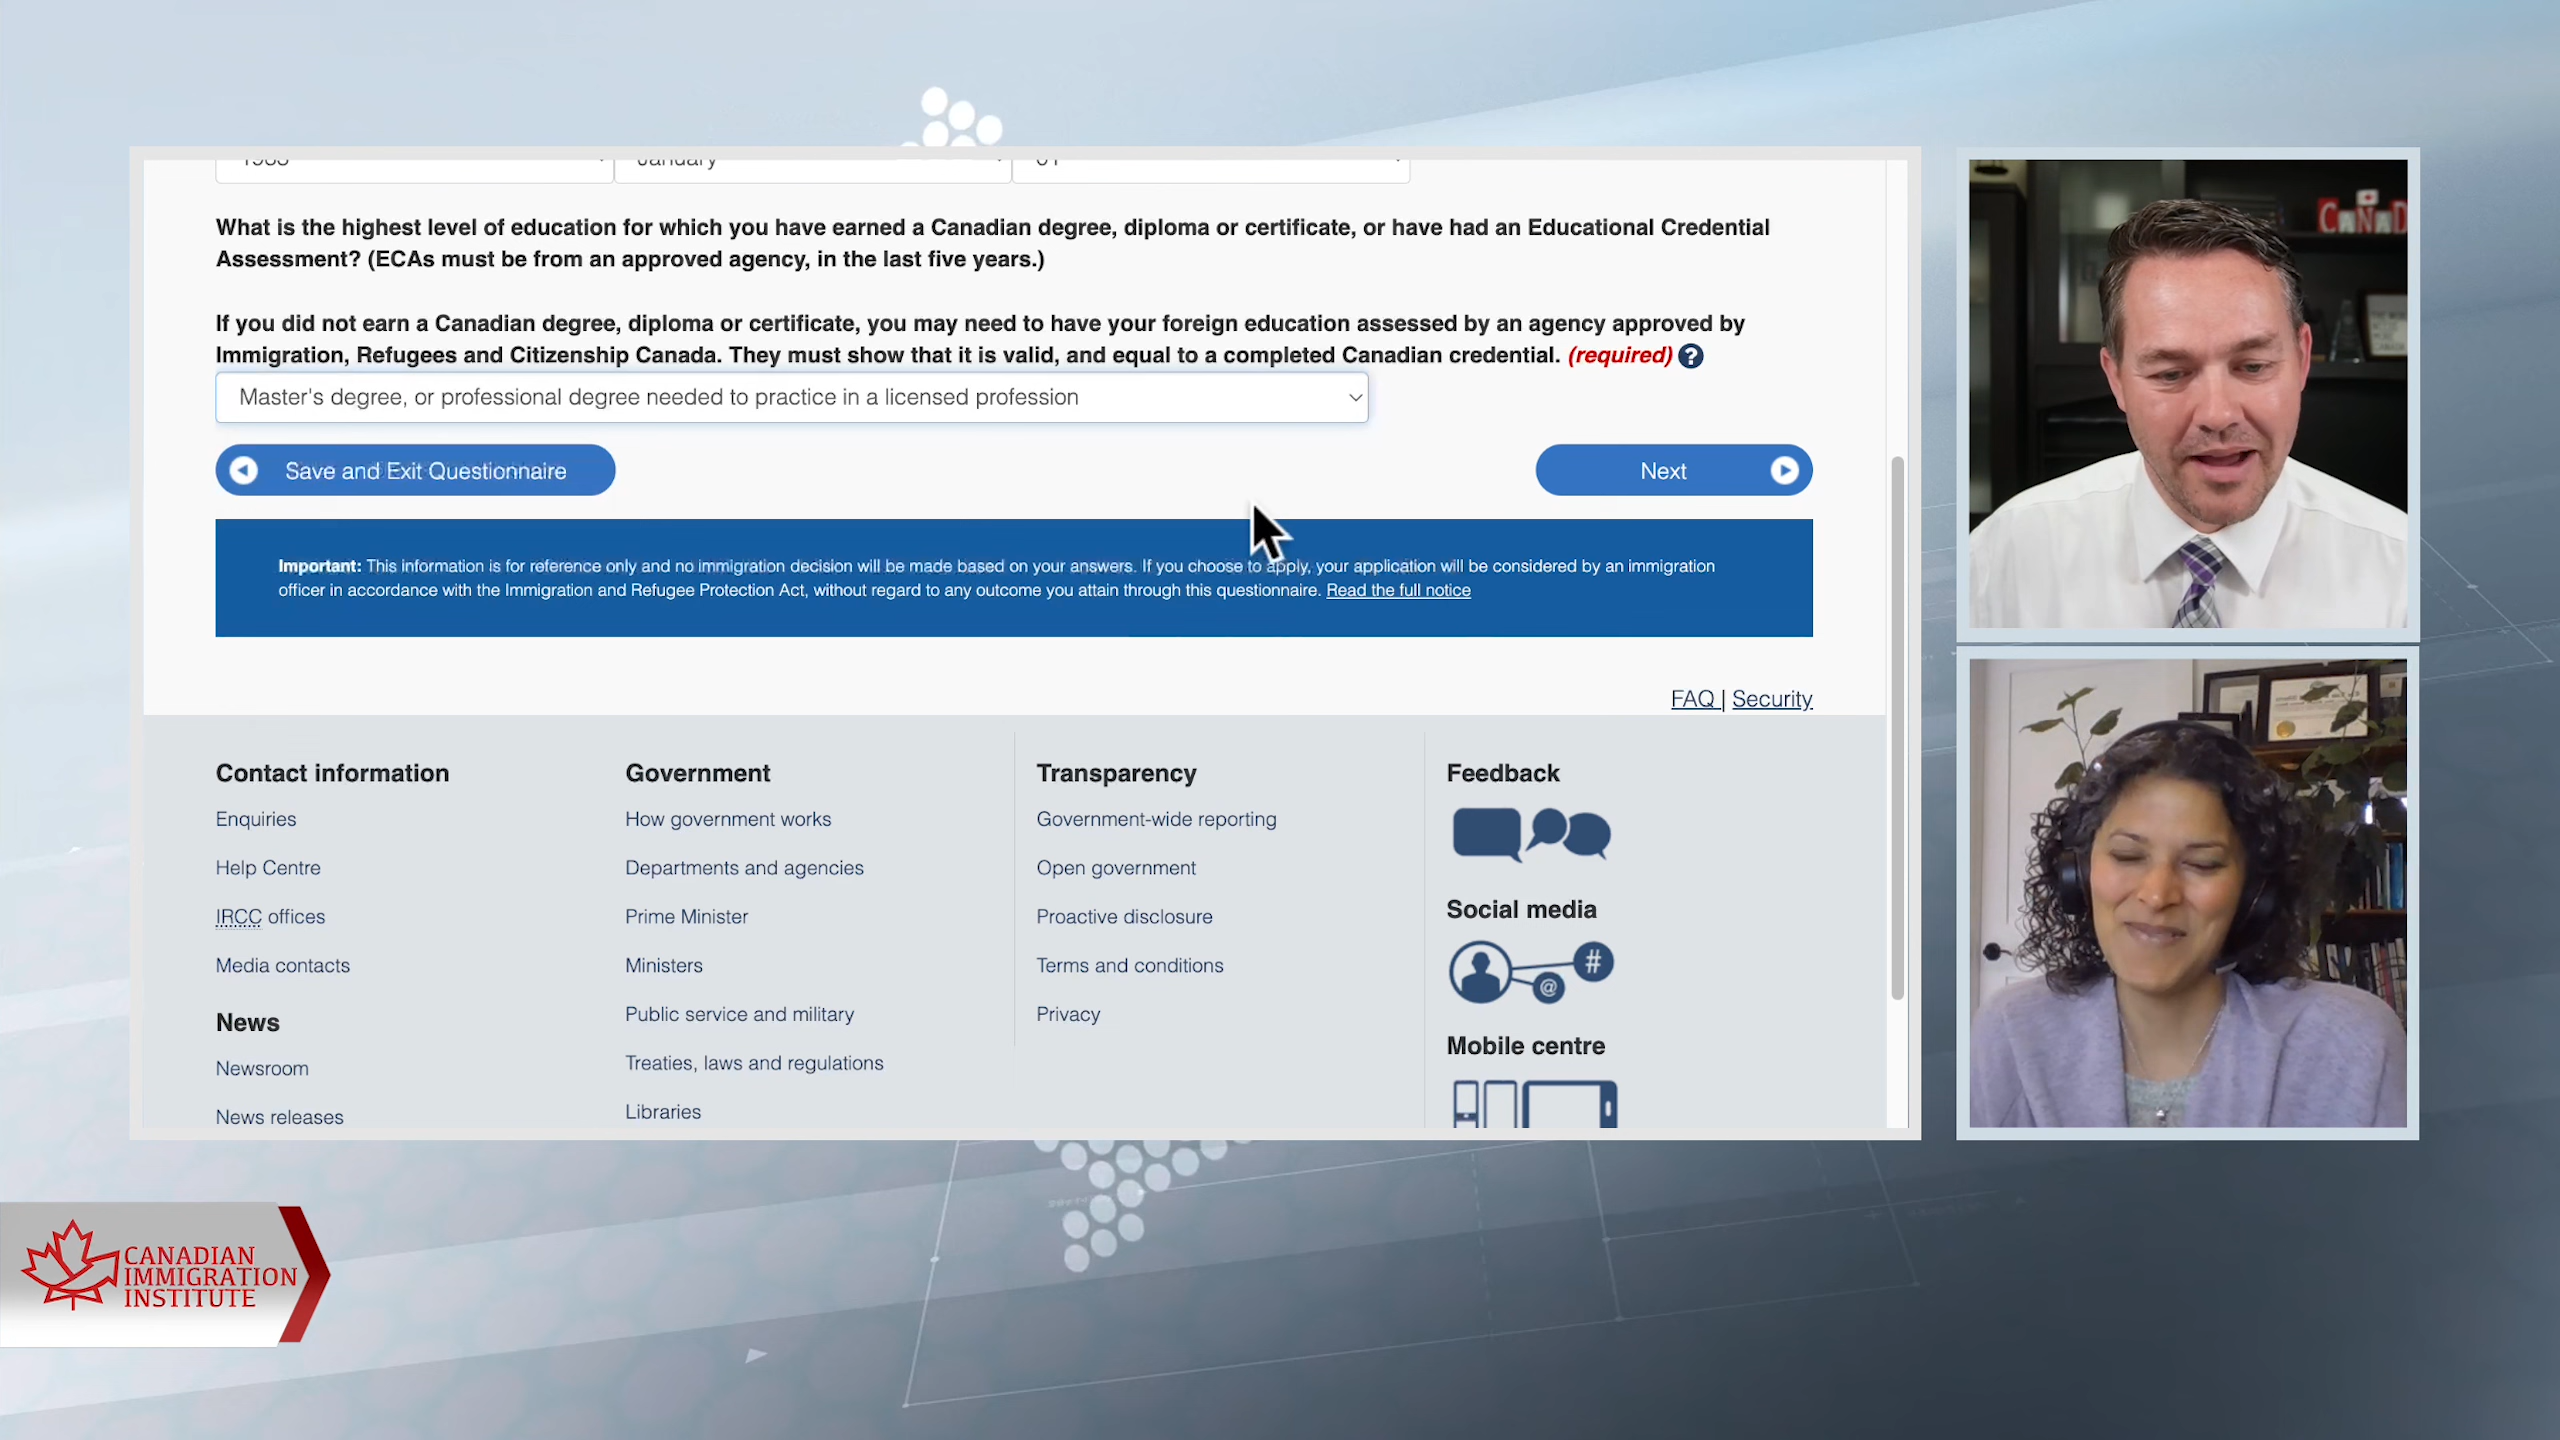 January
What is the highest level of education for which you have earned a Canadian degree, diploma or certificate, or have had an Educational Credential
Assessment? (ECAs must be from an approved agency, in the last five years.)
If you did not earn a Canadian degree, diploma or certificate, you may need to have your foreign education assessed by an agency approved by
Immigration, Refugees and Citizenship Canada. They must show that it is valid, and equal to a completed Canadian credential. (required) ?
Master's degree, or professional degree needed to practice in a licensed profession
Save and Exit Questionnaire
Next
Important: This information is for reference only and no immigration decision will be made based on your answers. If you choose to apply, your application will be considered by an immigration
officer in accordance with the Immigration and Refugee Protection Act, without regard to any outcome you attain through this questionnaire. Read the full notice
FAQ | Security
Contact information
Enquiries
Help Centre
IRCC offices
Media contacts
News
Newsroom
News releases
Government
How government works
Departments and agencies
Prime Minister
Ministers
Public service and military
Treaties, laws and regulations
Libraries
Transparency
Government-wide reporting
Open government
Proactive disclosure
Terms and conditions
Privacy
Feedback
Social media
#
@
Mobile centre
CANAD
CANADIAN
IMMIGRATION
INSTITUTE